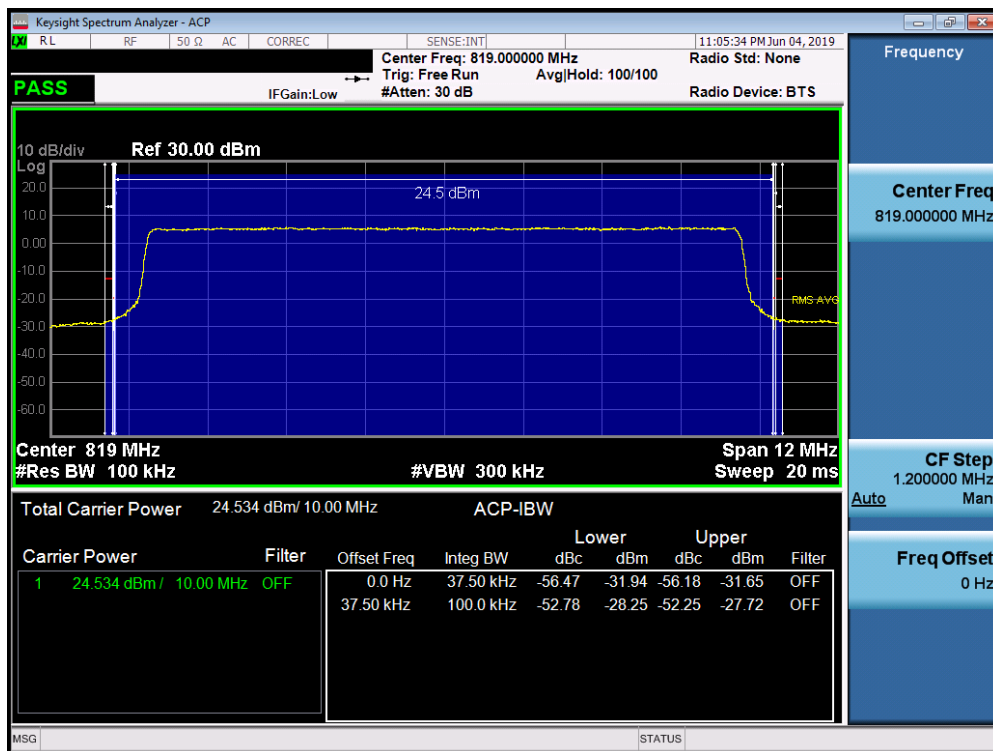 Keysight Spectrum Analyzer - ACP
LXI RL RF 50 Ω AC CORREC SENSE:INT 11:05:34 PM Jun 04, 2019
Center Freq: 819.000000 MHz Radio Std: None
Trig: Free Run Avg|Hold: 100/100
PASS IFGain:Low #Atten: 30 dB Radio Device: BTS
10 dB/div Ref 30.00 dBm
Log
20.0
10.0
0.00
-10.0
-20.0
-30.0
-40.0
-50.0
-60.0
24.5 dBm
RMS AVG
Center 819 MHz Span 12 MHz
#Res BW 100 kHz #VBW 300 kHz Sweep 20 ms
Total Carrier Power 24.534 dBm/ 10.00 MHz ACP-IBW
Lower Upper
Carrier Power Filter Offset Freq Integ BW dBc dBm dBc dBm Filter
1 24.534 dBm / 10.00 MHz OFF 0.0 Hz 37.50 kHz -56.47 -31.94 -56.18 -31.65 OFF
37.50 kHz 100.0 kHz -52.78 -28.25 -52.25 -27.72 OFF
MSG STATUS
Frequency
Center Freq
819.000000 MHz
CF Step
1.200000 MHz
Auto Man
Freq Offset
0 Hz